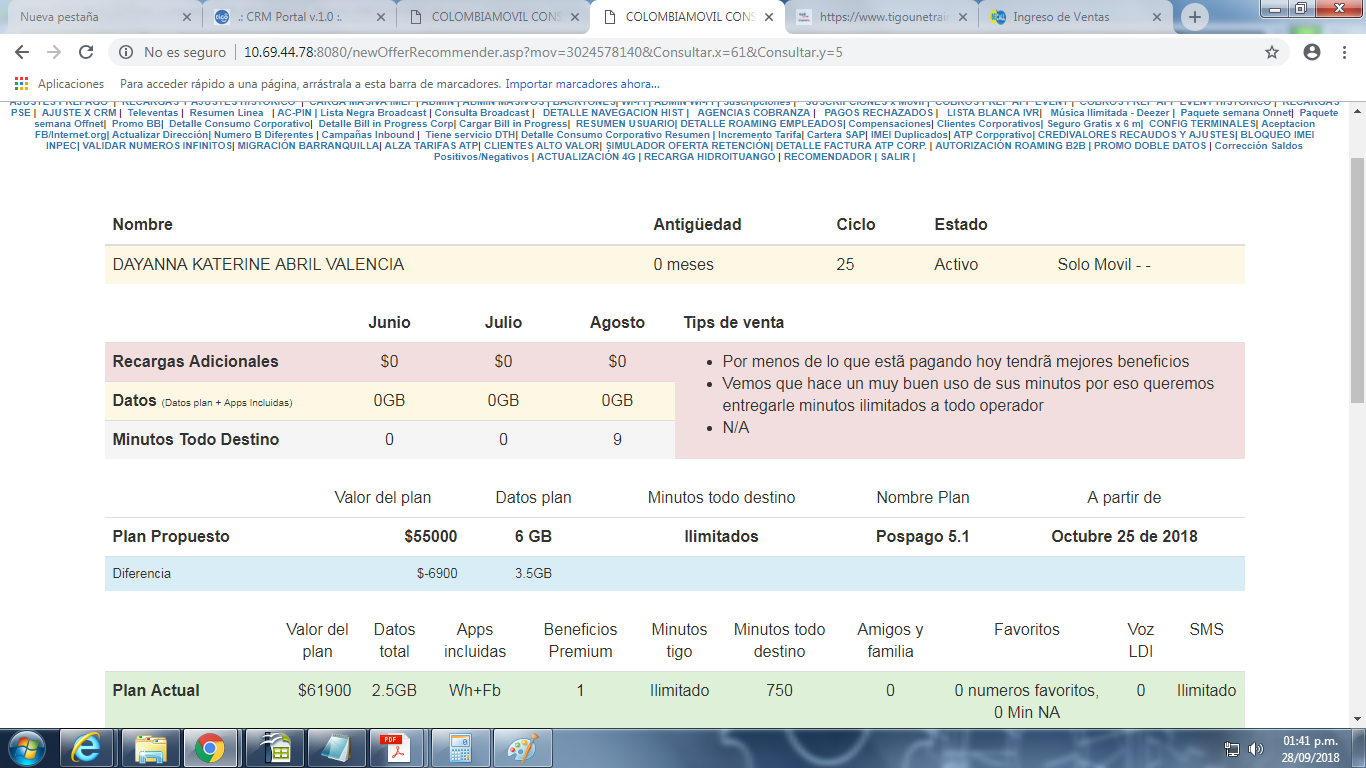 Nueva pestaña
.: CRM Portal v.1.0 :.
COLOMBIAMOVIL CONS
COLOMBIAMOVIL CONS
https://www.tigounetrain
Ingreso de Ventas
No es seguro | 10.69.44.78:8080/newOfferRecommender.asp?mov=3024578140&Consultar.x=61&Consultar.y=5
Aplicaciones Para acceder rápido a una página, arrástrala a esta barra de marcadores. Importar marcadores ahora...
AJUSTES PREPAGO | RECARGAS Y AJUSTES HISTORICO | CARGA MASIVA IMEI | ADMIN | ADMIN MASIVOS | BACKTONES| WI-FI | ADMIN WI-FI | Suscripciones | SUSCRIPCIONES X MOVIL | COBROS PREP APP EVENT | COBROS PREP APP EVENT HISTORICO | RECARGAS
PSE | AJUSTE X CRM | Televentas | Resumen Linea | AC-PIN | Lista Negra Broadcast | Consulta Broadcast | DETALLE NAVEGACION HIST | AGENCIAS COBRANZA | PAGOS RECHAZADOS | LISTA BLANCA IVR| Música Ilimitada - Deezer | Paquete semana Onnet| Paquete
semana Offnet| Promo BB| Detalle Consumo Corporativo| Detalle Bill in Progress Corp| Cargar Bill in Progress| RESUMEN USUARIO| DETALLE ROAMING EMPLEADOS| Compensaciones| Clientes Corporativos| Seguro Gratis x 6 m| CONFIG TERMINALES| Aceptacion
FB/Internet.org| Actualizar Dirección| Numero B Diferentes | Campañas Inbound | Tiene servicio DTH| Detalle Consumo Corporativo Resumen | Incremento Tarifa| Cartera SAP| IMEI Duplicados| ATP Corporativo| CREDIVALORES RECAUDOS Y AJUSTES| BLOQUEO IMEI
INPEC| VALIDAR NUMEROS INFINITOS| MIGRACIÓN BARRANQUILLA| ALZA TARIFAS ATP| CLIENTES ALTO VALOR| SIMULADOR OFERTA RETENCIÓN| DETALLE FACTURA ATP CORP. | AUTORIZACIÓN ROAMING B2B | PROMO DOBLE DATOS | Corrección Saldos
Positivos/Negativos | ACTUALIZACIÓN 4G | RECARGA HIDROITUANGO | RECOMENDADOR | SALIR |
Nombre Antigüedad Ciclo Estado
DAYANNA KATERINE ABRIL VALENCIA 0 meses 25 Activo Solo Movil - -
Junio Julio Agosto Tips de venta
Recargas Adicionales $0 $0 $0
Datos (Datos plan + Apps Incluidas) 0GB 0GB 0GB
Minutos Todo Destino 0 0 9
• Por menos de lo que estã pagando hoy tendrã mejores beneficios
• Vemos que hace un muy buen uso de sus minutos por eso queremos
entregarle minutos ilimitados a todo operador
• N/A
Valor del plan Datos plan Minutos todo destino Nombre Plan A partir de
Plan Propuesto $55000 6 GB Ilimitados Pospago 5.1 Octubre 25 de 2018
Diferencia $-6900 3.5GB
Valor del Datos Apps Beneficios Minutos Minutos todo Amigos y Favoritos Voz SMS
plan total incluidas Premium tigo destino familia LDI
Plan Actual $61900 2.5GB Wh+Fb 1 Ilimitado 750 0 0 numeros favoritos, 0 Ilimitado
0 Min NA
PDF
01:41 p.m.
28/09/2018